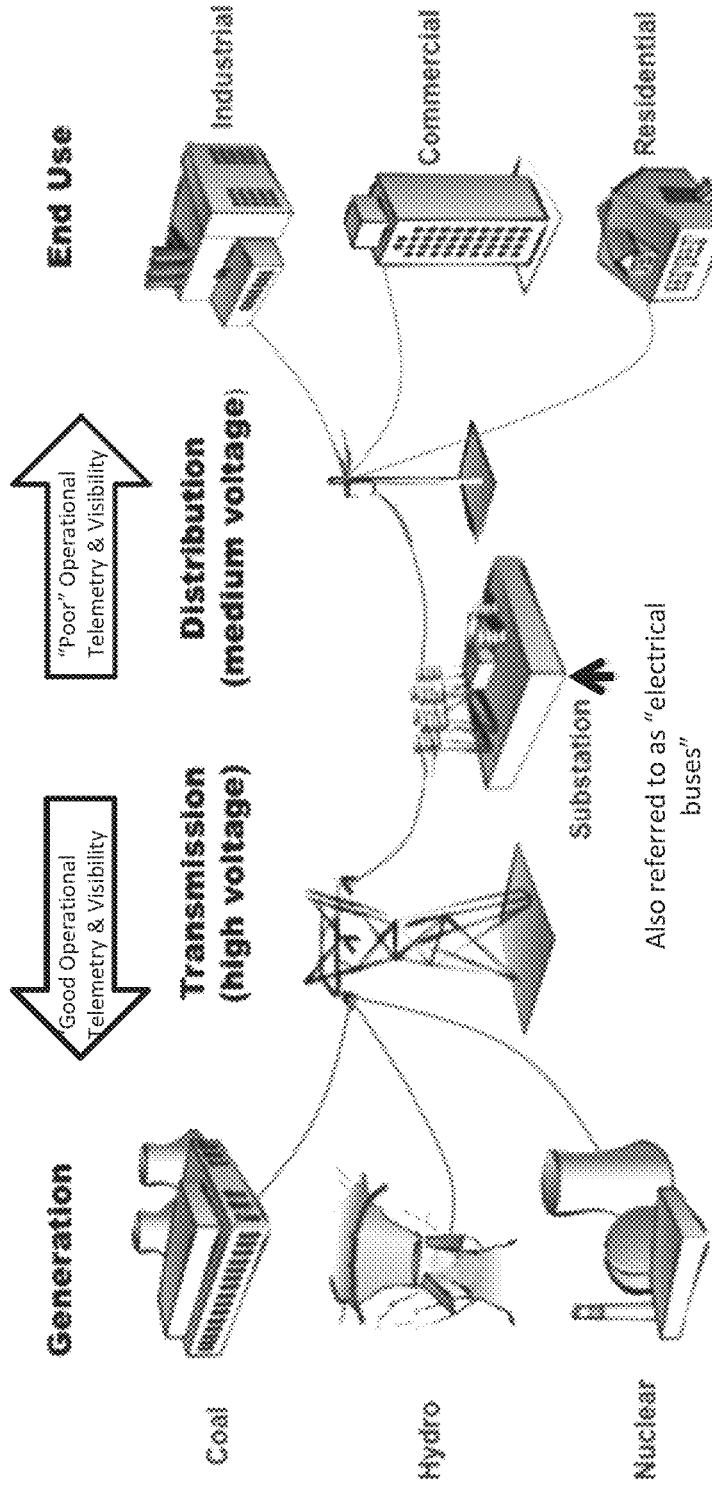 "Good Operational
Telemetry & Visibility
"Poor" Operational
Telemetry & Visibility
Generation
Transmission
(high voltage)
Distribution
(medium voltage)
End Use
Coal
Hydro
Nuclear
Industrial
Commercial
Residential
Substation
Also referred to as "electrical
buses"